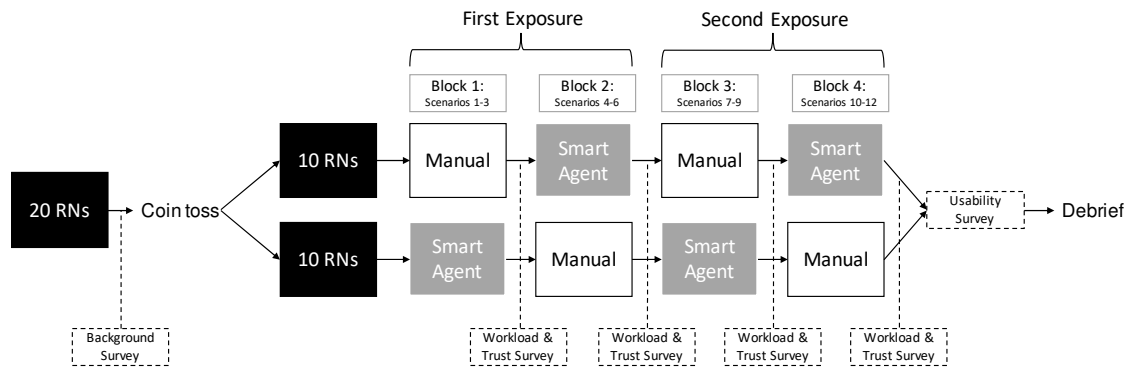 First Exposure
Second Exposure
Block 1:
Scenarios 1-3
Block 2:
Scenarios 4-6
Block 3:
Scenarios 7-9
Block 4:
Scenarios 10-12
10 RNs
Manual
Smart
Agent
Manual
Smart
Agent
20 RNs
Coin toss
Usability
Survey
Debrief
10 RNs
Smart
Agent
Manual
Smart
Agent
Manual
Background
Survey
Workload &
Trust Survey
Workload &
Trust Survey
Workload &
Trust Survey
Workload &
Trust Survey